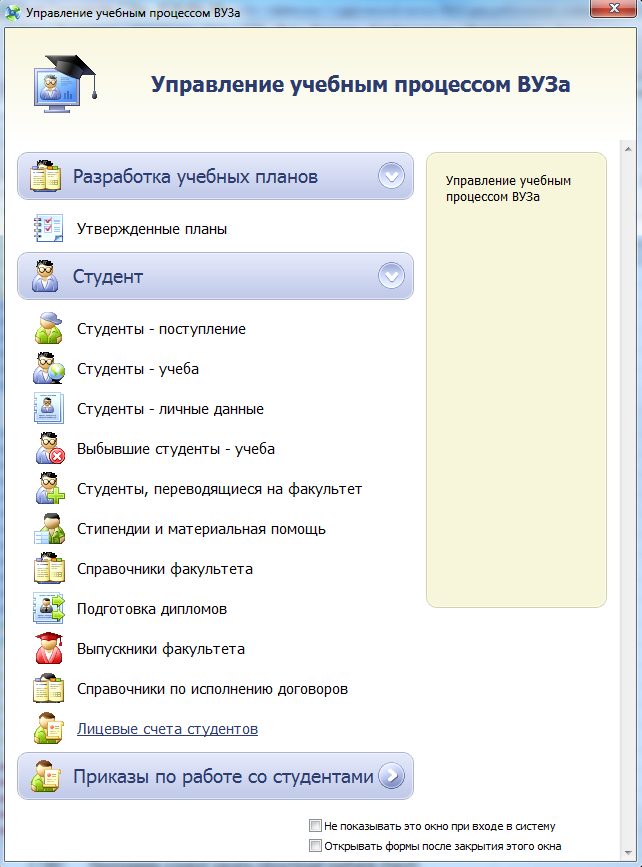 Управление учебным процессом ВУЗа
Управление учебным процессом ВУЗа
Разработка учебных планов
Утвержденные планы
Студент
Студенты - поступление
Студенты - учеба
Студенты - личные данные
Выбывшие студенты - учеба
Студенты, переводящиеся на факультет
Стипендии и материальная помощь
Справочники факультета
Подготовка дипломов
Выпускники факультета
Справочники по исполнению договоров
Лицевые счета студентов
Приказы по работе со студентами
Управление учебным
процессом ВУЗа
Не показывать это окно при входе в систему
Открывать формы после закрытия этого окна